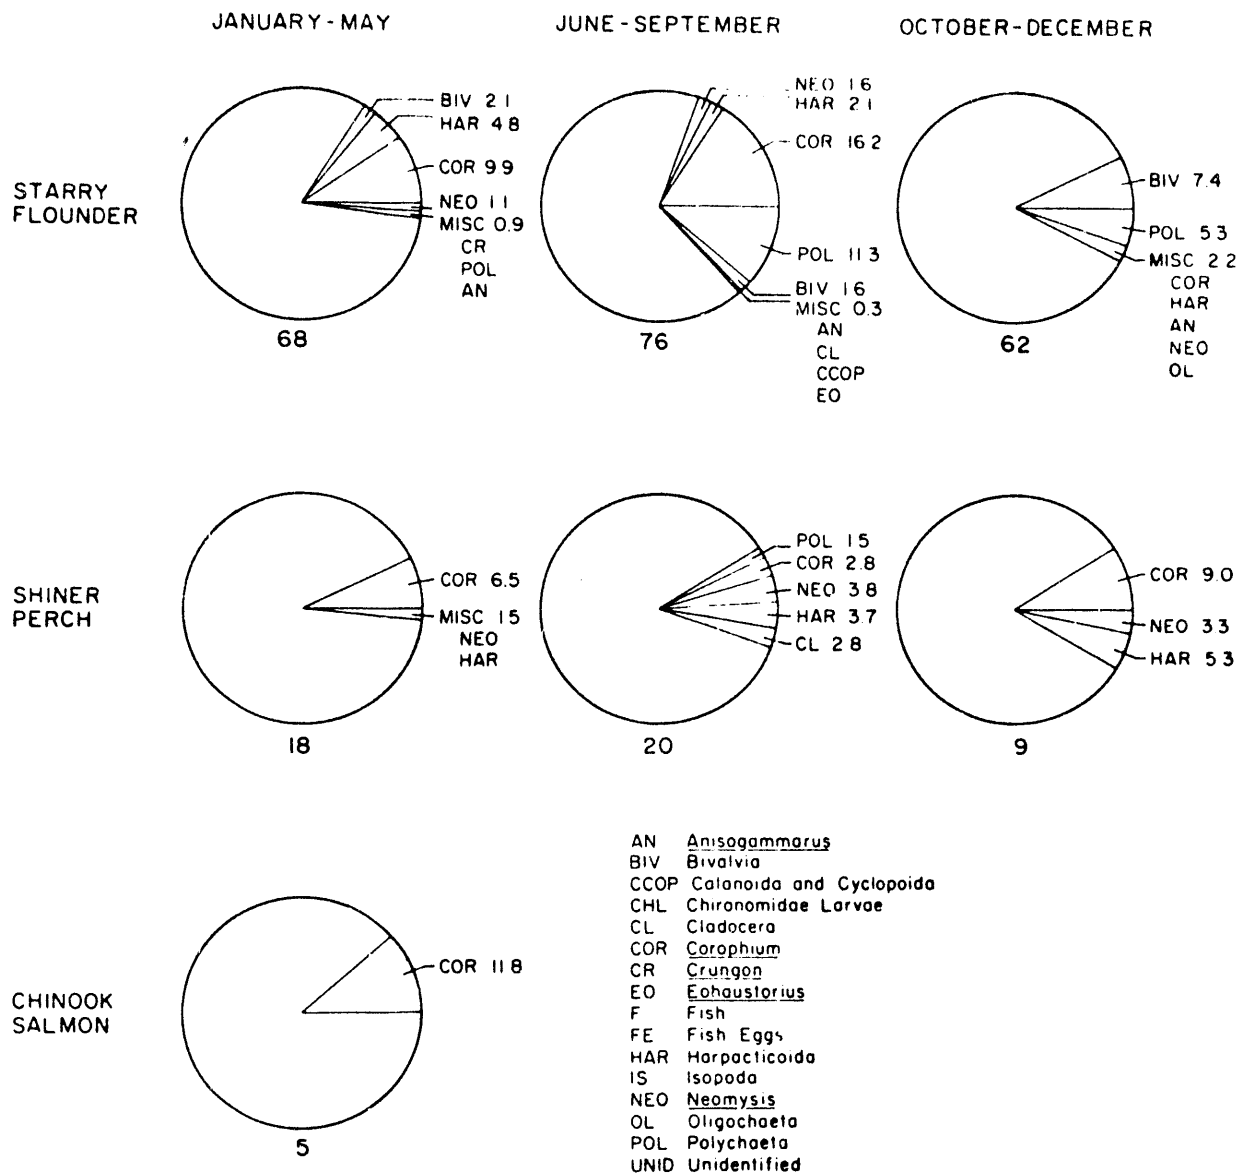 JANUARY-MAY
JUNE-SEPTEMBER
OCTOBER-DECEMBER
STARRY
FLOUNDER
BIV 2.1
HAR 4.8
COR 9.9
NEO 1.1
MISC 0.9
CR
POL
AN
68
NEO 1.6
HAR 2.1
COR 16.2
POL 11.3
BIV 1.6
MISC 0.3
AN
CL
CCOP
EO
76
BIV 7.4
POL 5.3
MISC 2.2
COR
HAR
AN
NEO
OL
62
SHINER
PERCH
COR 6.5
MISC 1.5
NEO
HAR
18
POL 1.5
COR 2.8
NEO 3.8
HAR 3.7
CL 2.8
20
COR 9.0
NEO 3.3
HAR 5.3
9
CHINOOK
SALMON
COR 11.8
5
AN Anisogammarus
BIV Bivalvia
CCOP Calanoida and Cyclopoida
CHL Chironomidae Larvae
CL Cladocera
COR Corophium
CR Crungon
EO Eohaustorius
F Fish
FE Fish Eggs
HAR Harpacticoida
IS Isopoda
NEO Neomysis
OL Oligochaeta
POL Polychaeta
UNID Unidentified